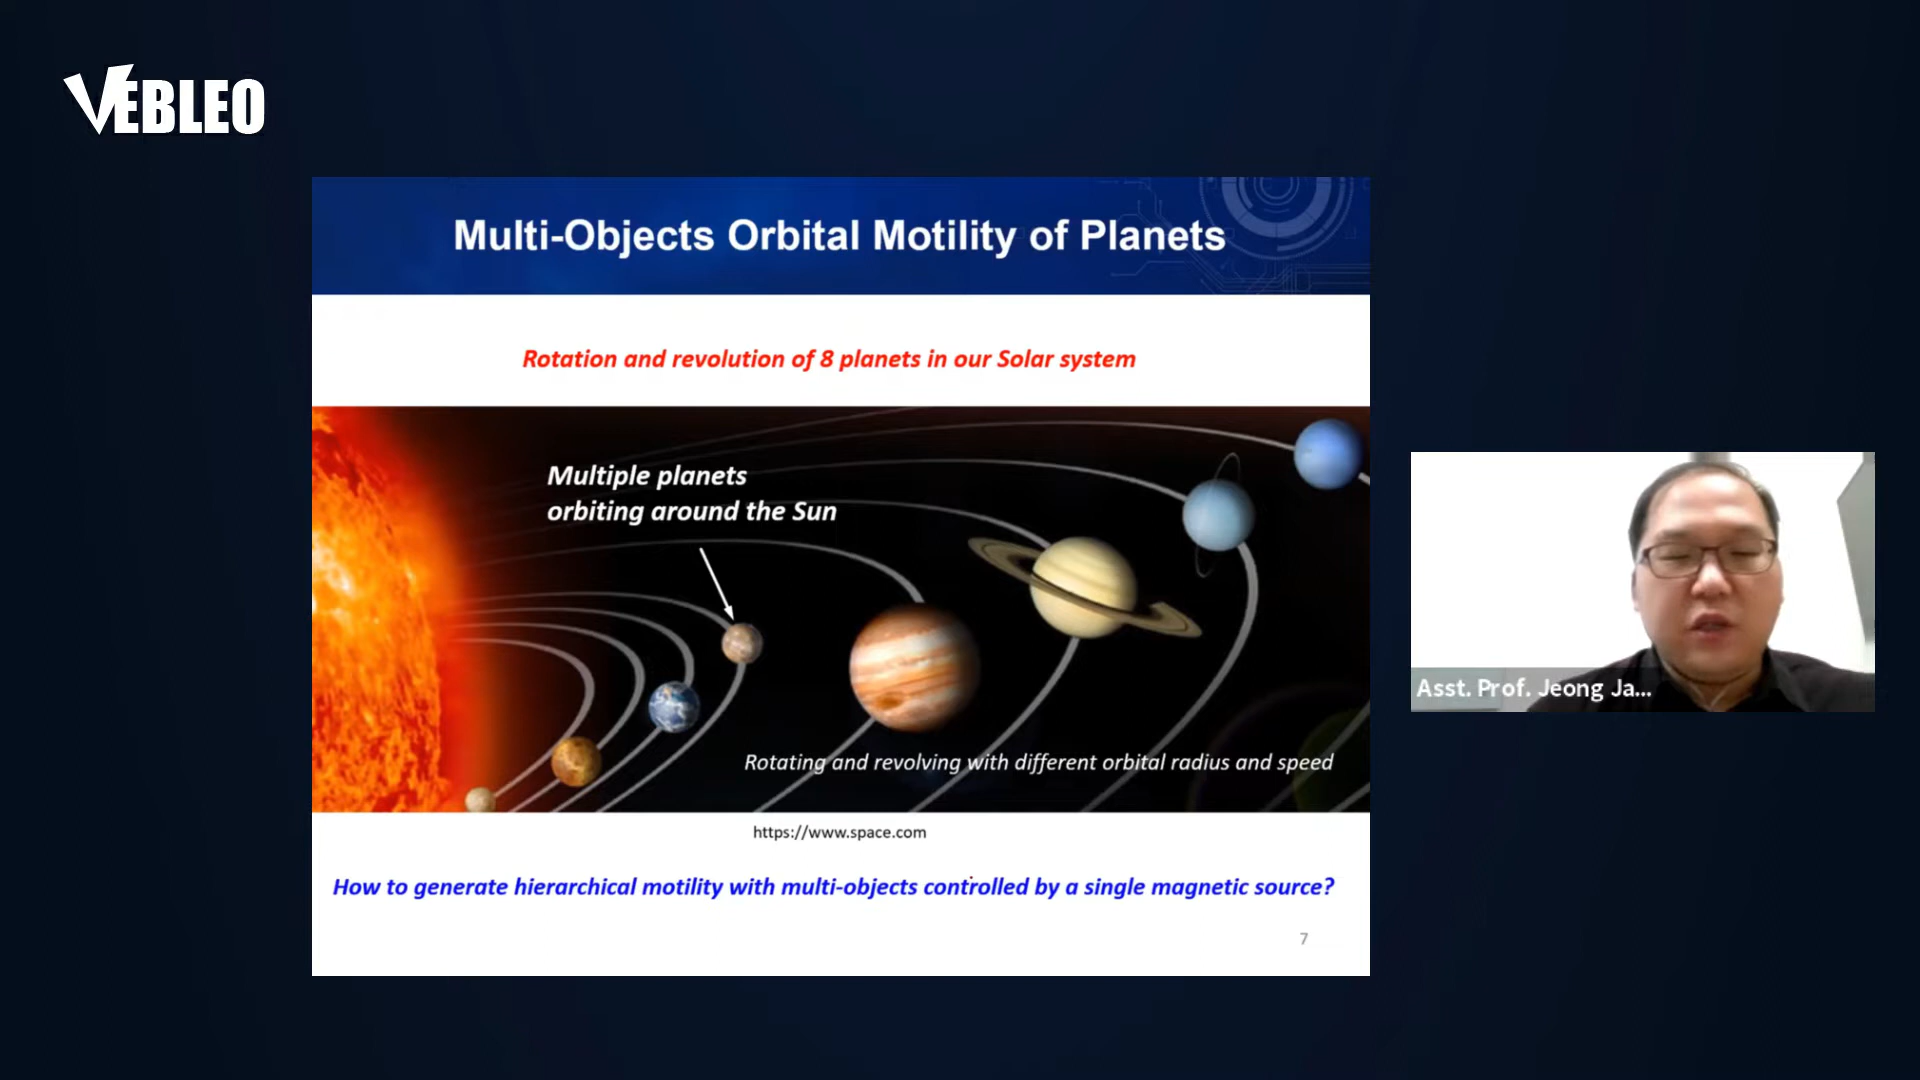 VEBLEO
Multi-Objects Orbital Motility of Planets
Rotation and revolution of 8 planets in our Solar system
Multiple planets
orbiting around the Sun
Rotating and revolving with different orbital radius and speed
https://www.space.com
How to generate hierarchical motility with multi-objects controlled by a single magnetic source?
7
Asst. Prof. Jeong Ja...